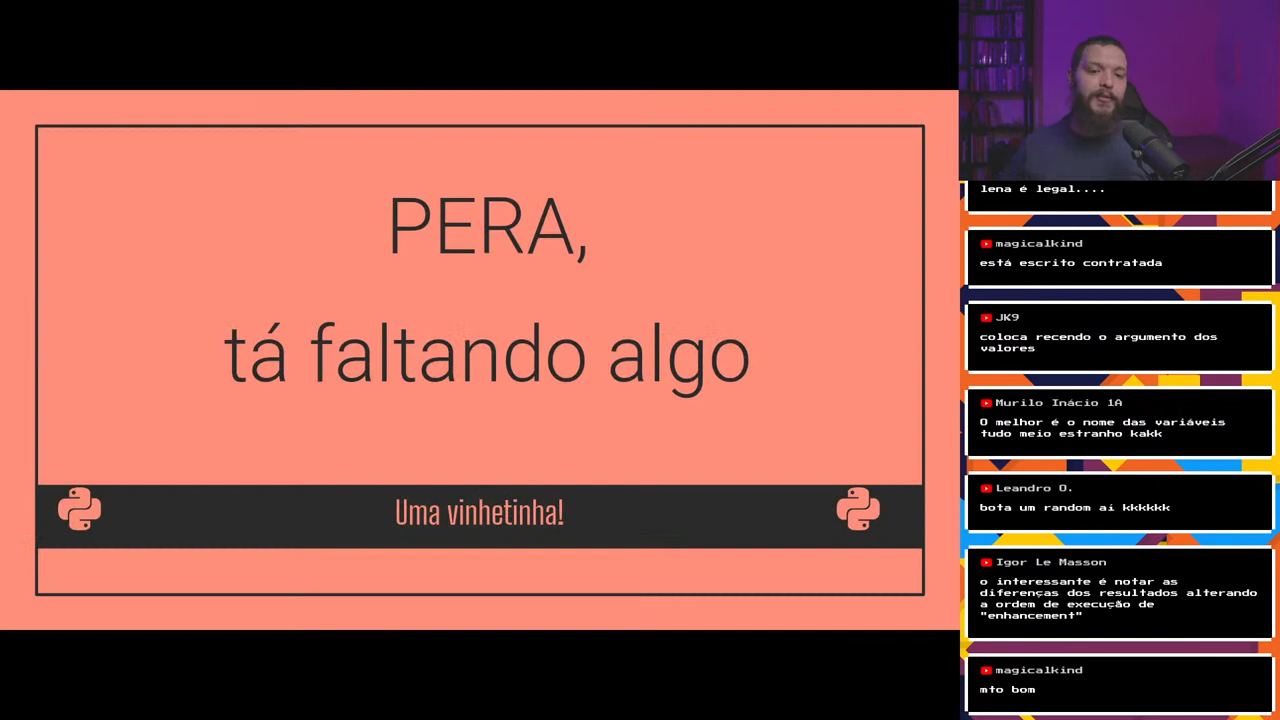 PERA,
tá faltando algo
Uma vinhetinha!
lena é legal....
magicalkind
está escrito contratada
JK9
coloca recendo o argumento dos
valores
Murilo Inácio 1A
O melhor é o nome das variáveis
tudo meio estranho kakk
Leandro O.
bota um random aí kkkkkk
Igor Le Masson
o interessante é notar as
diferenças dos resultados alterando
a ordem de execução de
"enhancement"
magicalkind
mto bom